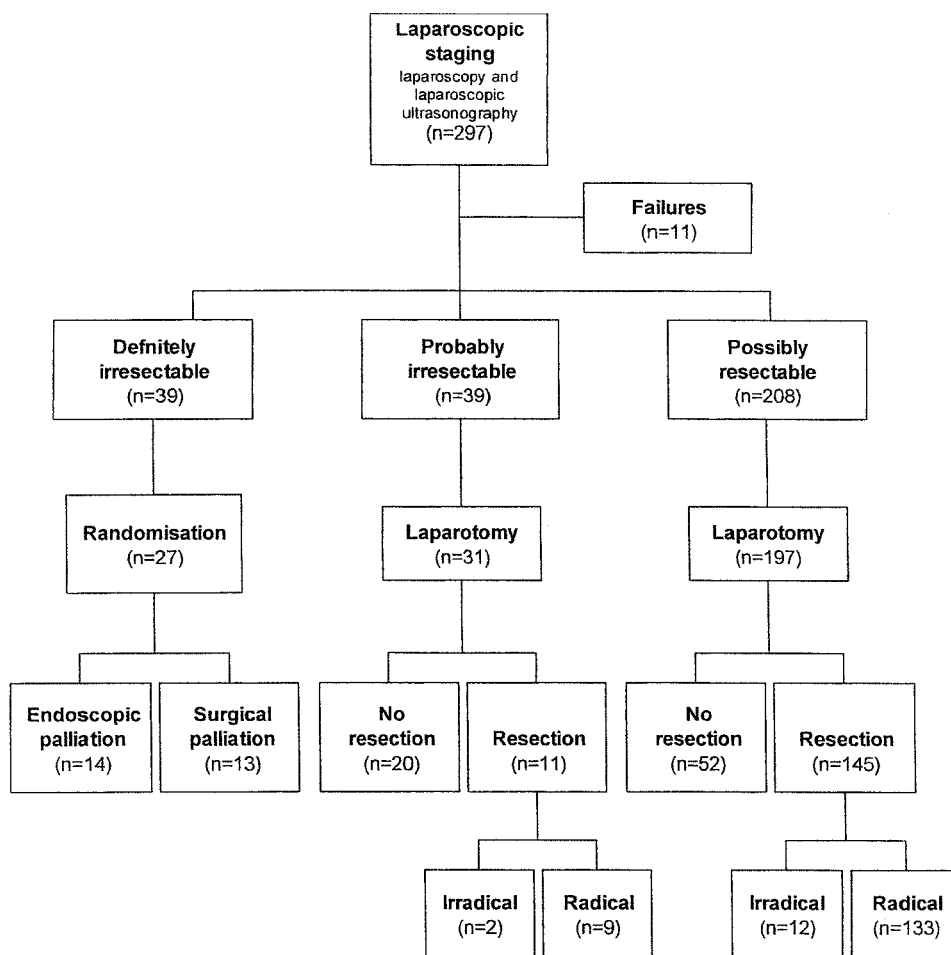 Laparoscopic
staging
laparoscopy and
laparoscopic
ultrasonography
(n=297)
Failures
(n=11)
Defnitely
irresectable
(n=39)
Probably
irresectable
(n=39)
Possibly
resectable
(n=208)
Randomisation
(n=27)
Laparotomy
(n=31)
Laparotomy
(n=197)
Endoscopic
palliation
(n=14)
Surgical
palliation
(n=13)
No
resection
(n=20)
Resection
(n=11)
No
resection
(n=52)
Resection
(n=145)
Irradical
(n=2)
Radical
(n=9)
Irradical
(n=12)
Radical
(n=133)